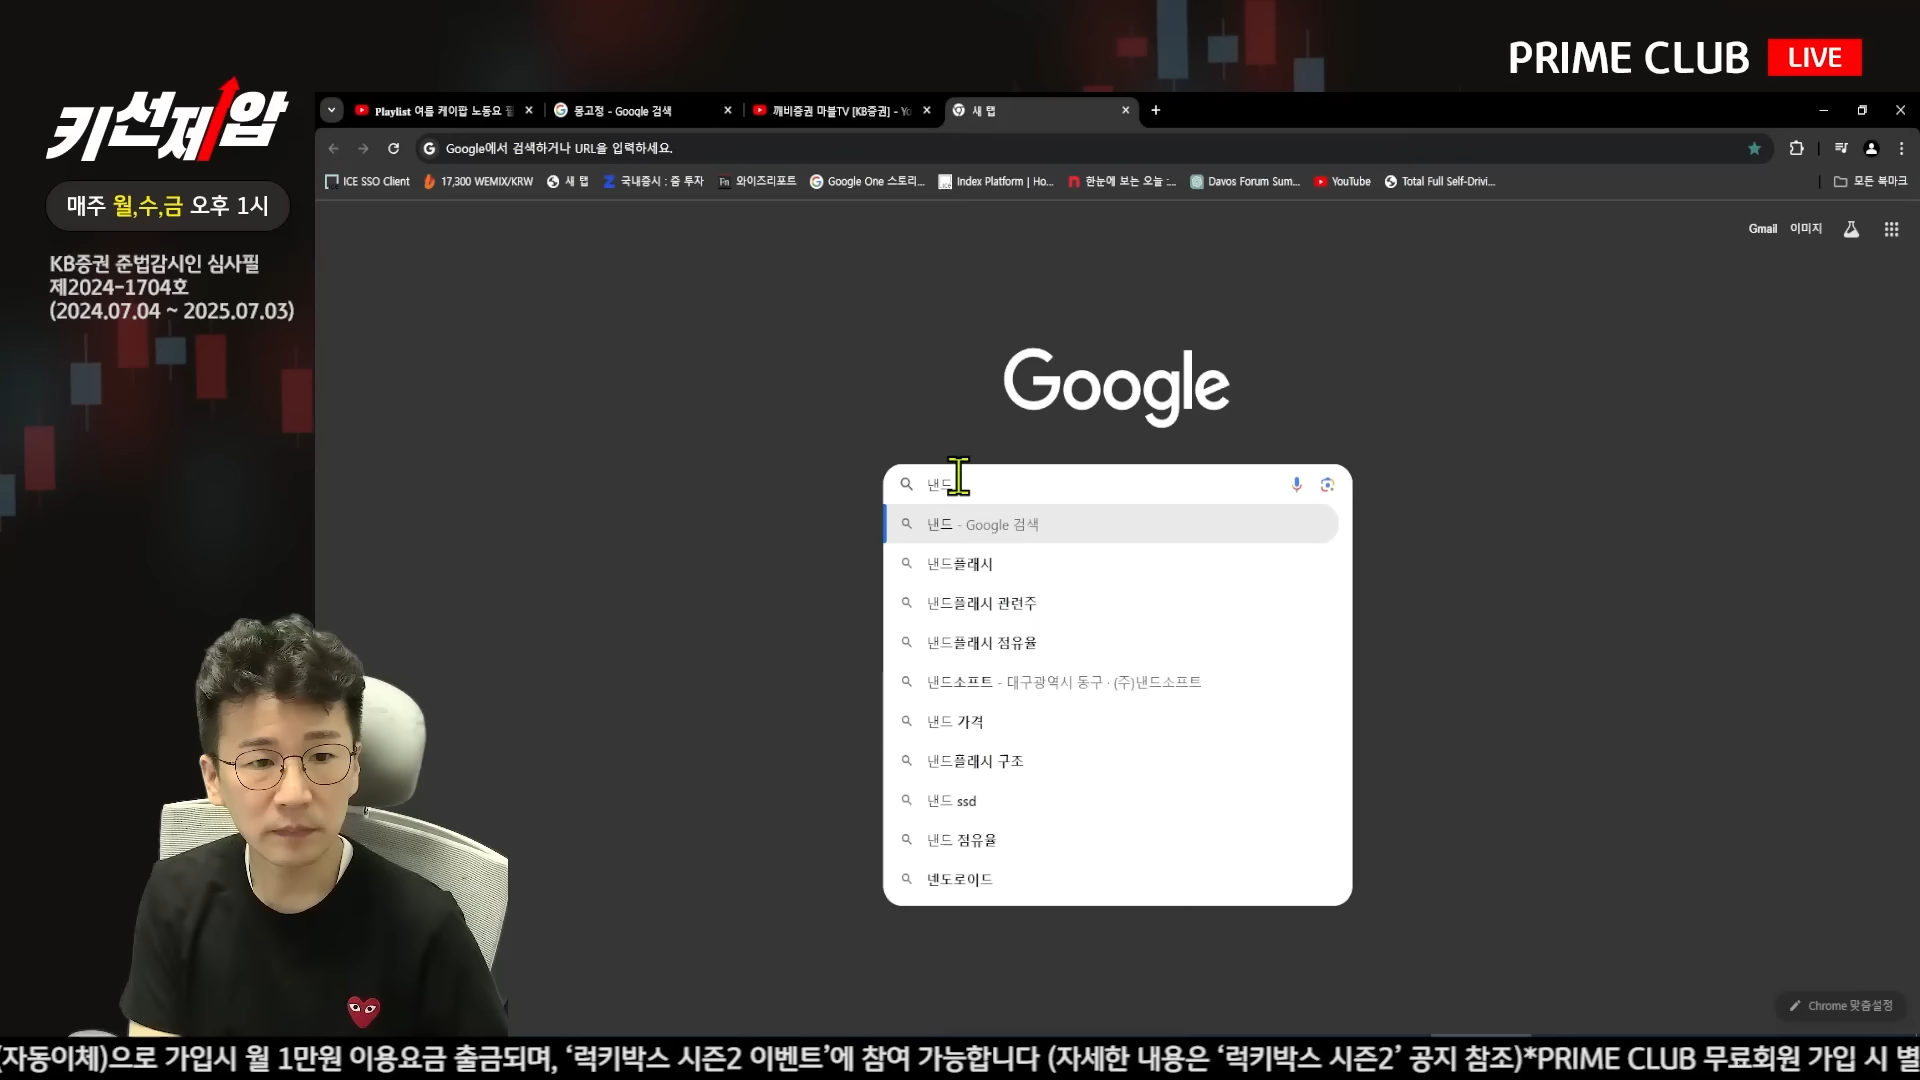 PRIME CLUB LIVE
키선제압
매주 월,수,금 오후 1시
KB증권 준법감시인 심사필
제2024-1704호
(2024.07.04 ~ 2025.07.03)
Playlist 여름 케이팝 노동요
몽고정 - Google 검색
깨비증권 마블TV [KB증권] - Yo
새 탭
Google에서 검색하거나 URL을 입력하세요.
ICE SSO Client
17,300 WEMIX/KRW
새 탭
국내증시 : 줌 투자
와이즈리포트
Google One 스토리...
Index Platform | Ho...
한눈에 보는 오늘 :...
Davos Forum Sum...
YouTube
Total Full Self-Drivi...
모든 북마크
Gmail 이미지
Google
낸드
낸드 - Google 검색
낸드플래시
낸드플래시 관련주
낸드플래시 점유율
낸드소프트 - 대구광역시 동구 · (주)낸드소프트
낸드 가격
낸드플래시 구조
낸드 ssd
낸드 점유율
넨도로이드
Chrome 맞춤설정
(자동이체)으로 가입시 월 1만원 이용요금 출금되며, ‘럭키박스 시즌2 이벤트’에 참여 가능합니다 (자세한 내용은 ‘럭키박스 시즌2’ 공지 참조)*PRIME CLUB 무료회원 가입 시 별